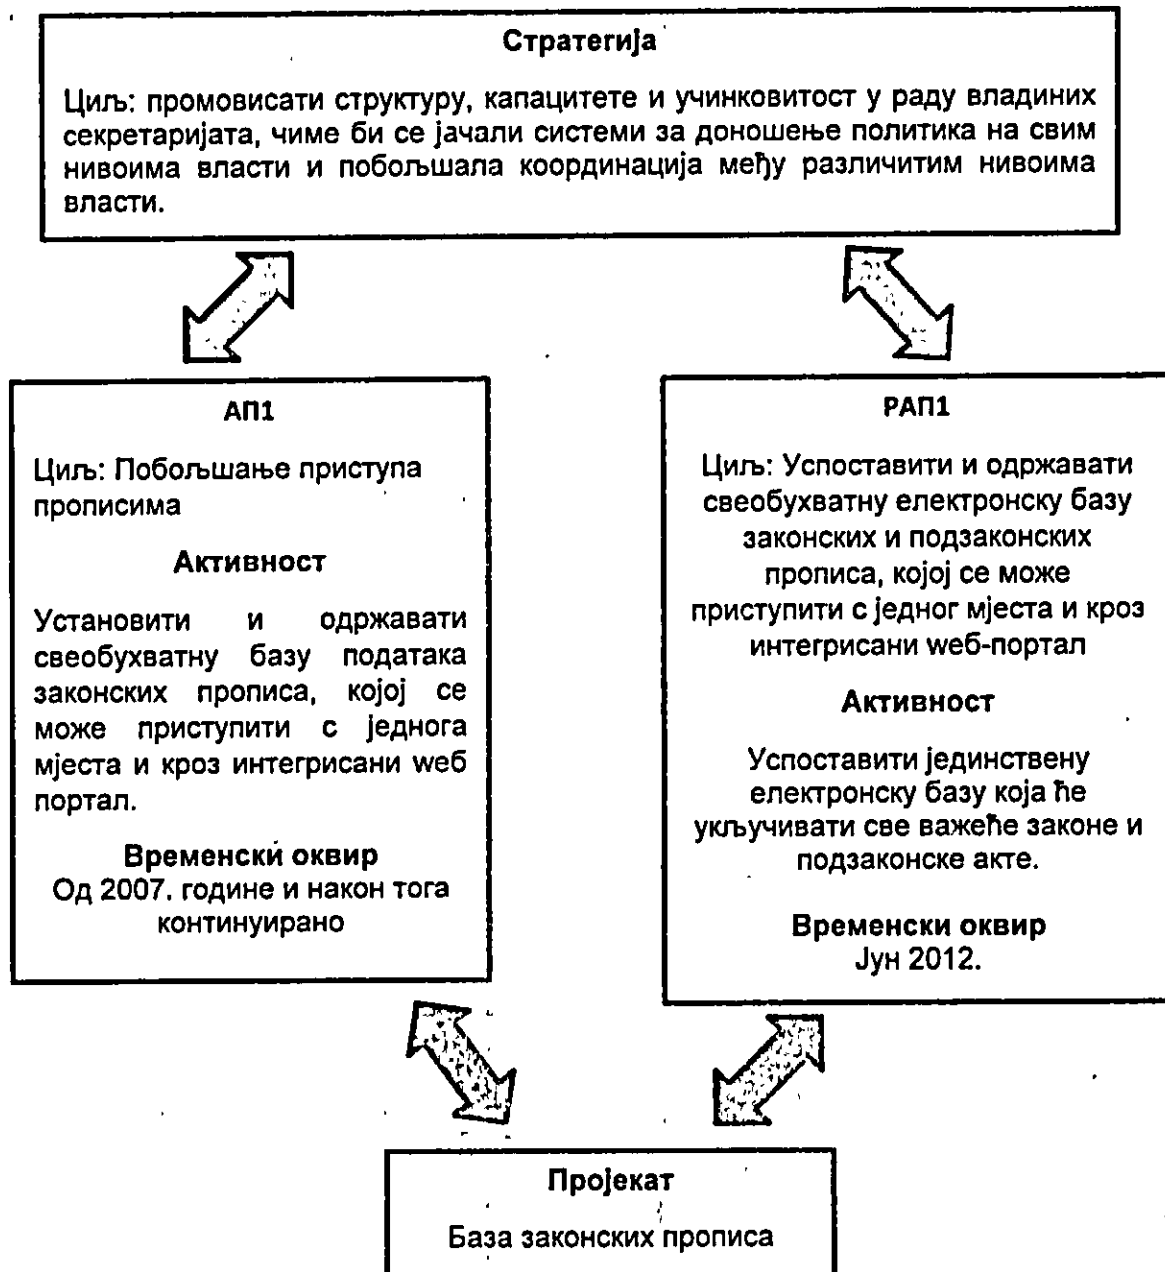 Стратегија
Циљ: промовисати структуру, капацитете и учинковитост у раду владиних
секретаријата, чиме би се јачали системи за доношење политика на свим
нивоима власти и побољшала координација међу различитим нивоима
власти.
АП1
Циљ: Побољшање приступа
прописима
Активност
Установити и одржавати
свеобухватну базу података
законских прописа, којој се
може приступити с једнога
мјеста и кроз интегрисани wеб
портал.
Временски оквир
Од 2007. године и након тога
континуирано
РАП1
Циљ: Успоставити и одржавати
свеобухватну електронску базу
законских и подзаконских
прописа, којој се може
приступити с једног мјеста и кроз
интегрисани wеб-портал
Активност
Успоставити јединствену
електронску базу која ће
укључивати све важеће законе и
подзаконске акте.
Временски оквир
Јун 2012.
Пројекат
База законских прописа